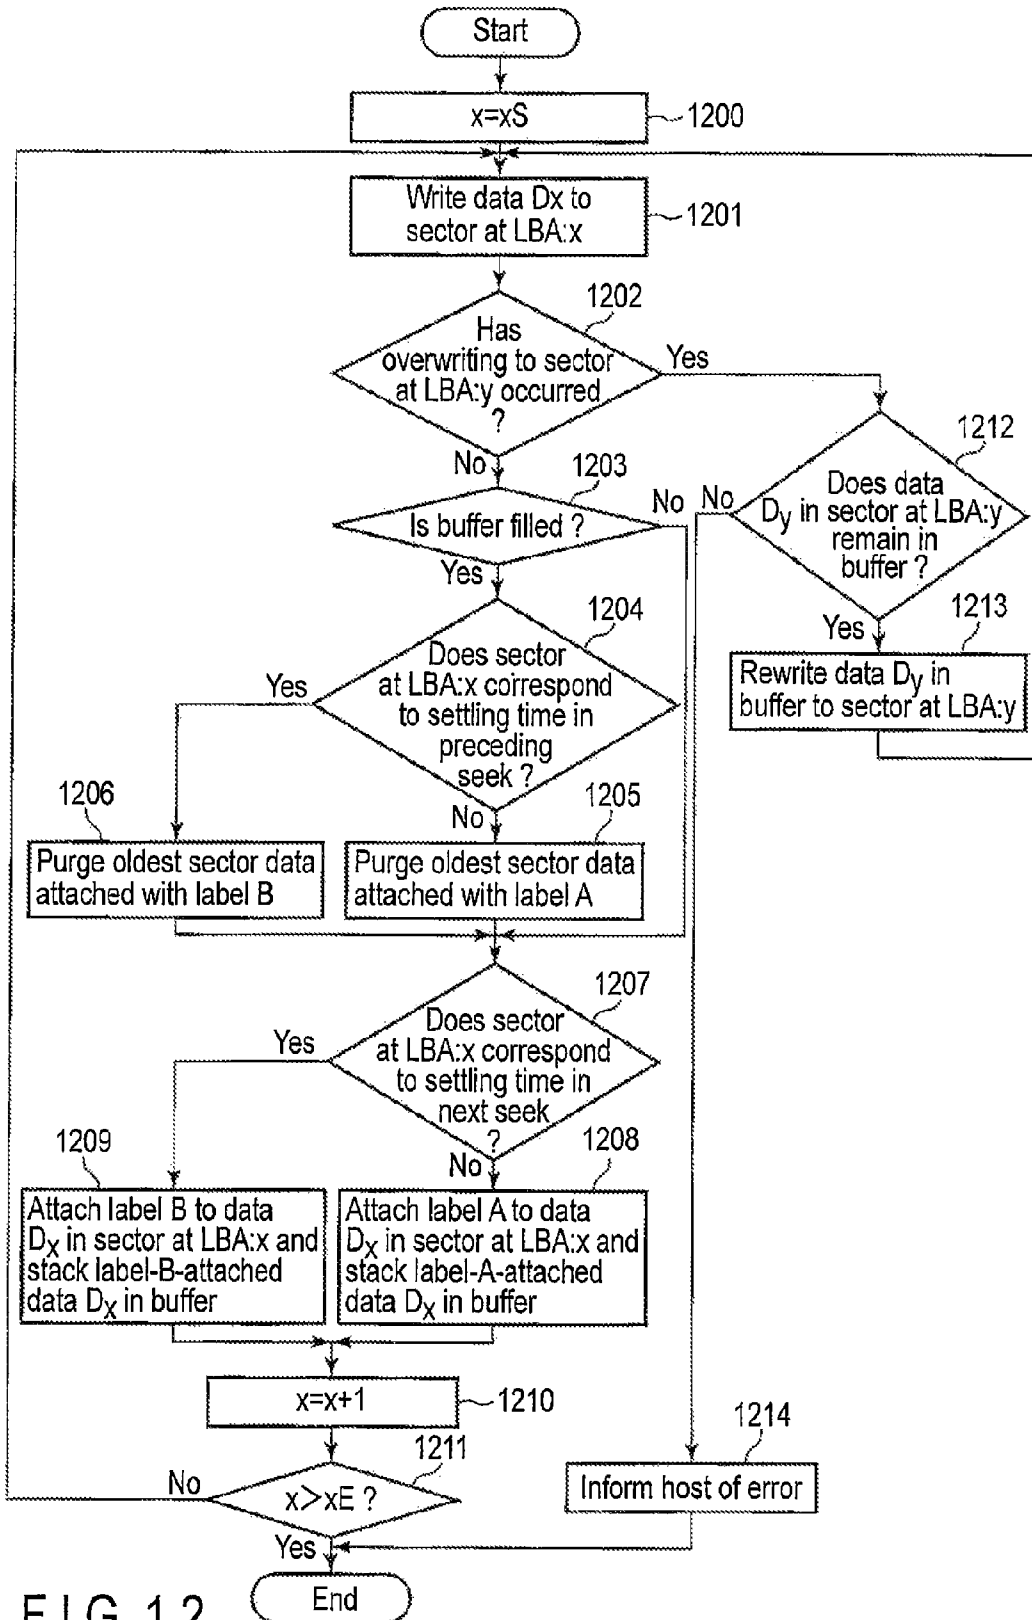 Start
x=xS
1200
Write data Dx to
sector at LBA:x
1201
1202
Has
overwriting to sector
at LBA:y occurred
?
Yes
No
1203
Is buffer filled ?
No
Yes
1212
No
Does data
Dy in sector at LBA:y
remain in
buffer ?
Yes
1213
Rewrite data Dy in
buffer to sector at LBA:y
1204
Does sector
at LBA:x correspond
to settling time in
preceding
seek ?
Yes
No
1206
Purge oldest sector data
attached with label B
1205
Purge oldest sector data
attached with label A
1207
Does sector
at LBA:x correspond
to settling time in
next seek
?
Yes
No
1209
Attach label B to data
Dx in sector at LBA:x and
stack label-B-attached
data Dx in buffer
1208
Attach label A to data
Dx in sector at LBA:x and
stack label-A-attached
data Dx in buffer
x=x+1
1210
1211
x>xE ?
No
Yes
1214
Inform host of error
End
FIG. 12